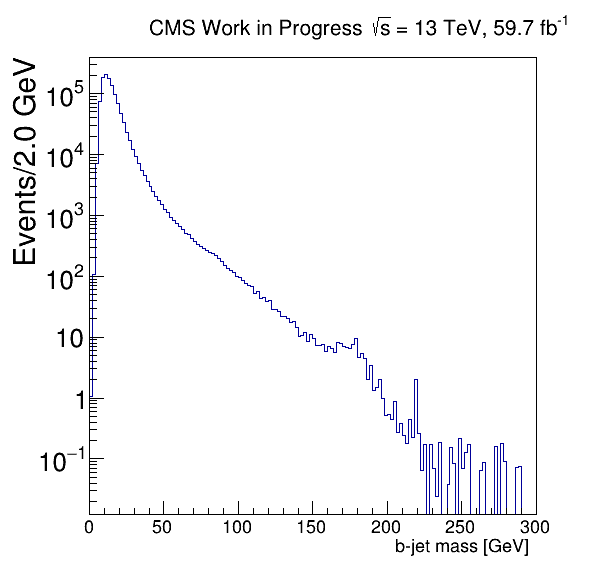 CMS Work in Progress √s = 13 TeV, 59.7 fb⁻¹
Events/2.0 GeV
10⁵
10⁴
10³
10²
10
1
10⁻¹
0 50 100 150 200 250 300
b-jet mass [GeV]